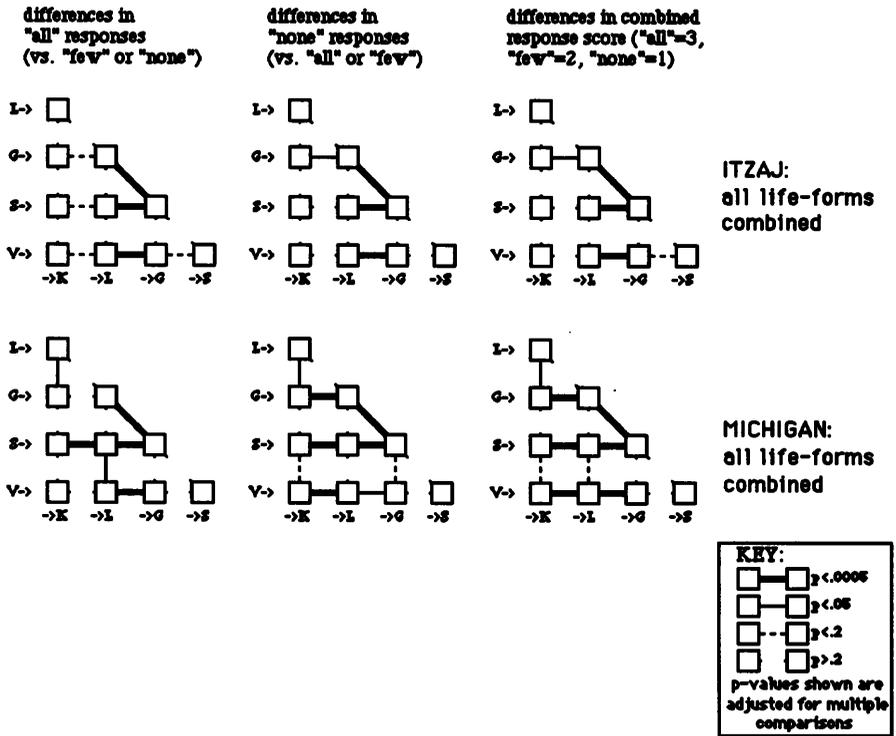 differences in
"all" responses
(vs. "few" or "none")
differences in
"none" responses
(vs. "all" or "few")
differences in combined
response score ("all"=3,
"few"=2, "none"=1)
L->
G->
S->
V->
->K ->L ->G ->S
L->
G->
S->
V->
->K ->L ->G ->S
L->
G->
S->
V->
->K ->L ->G ->S
ITZAJ:
all life-forms
combined
L->
G->
S->
V->
->K ->L ->G ->S
L->
G->
S->
V->
->K ->L ->G ->S
L->
G->
S->
V->
->K ->L ->G ->S
MICHIGAN:
all life-forms
combined
KEY:
p<.0005
p<.05
p<.2
p>.2
p-values shown are
adjusted for multiple
comparisons